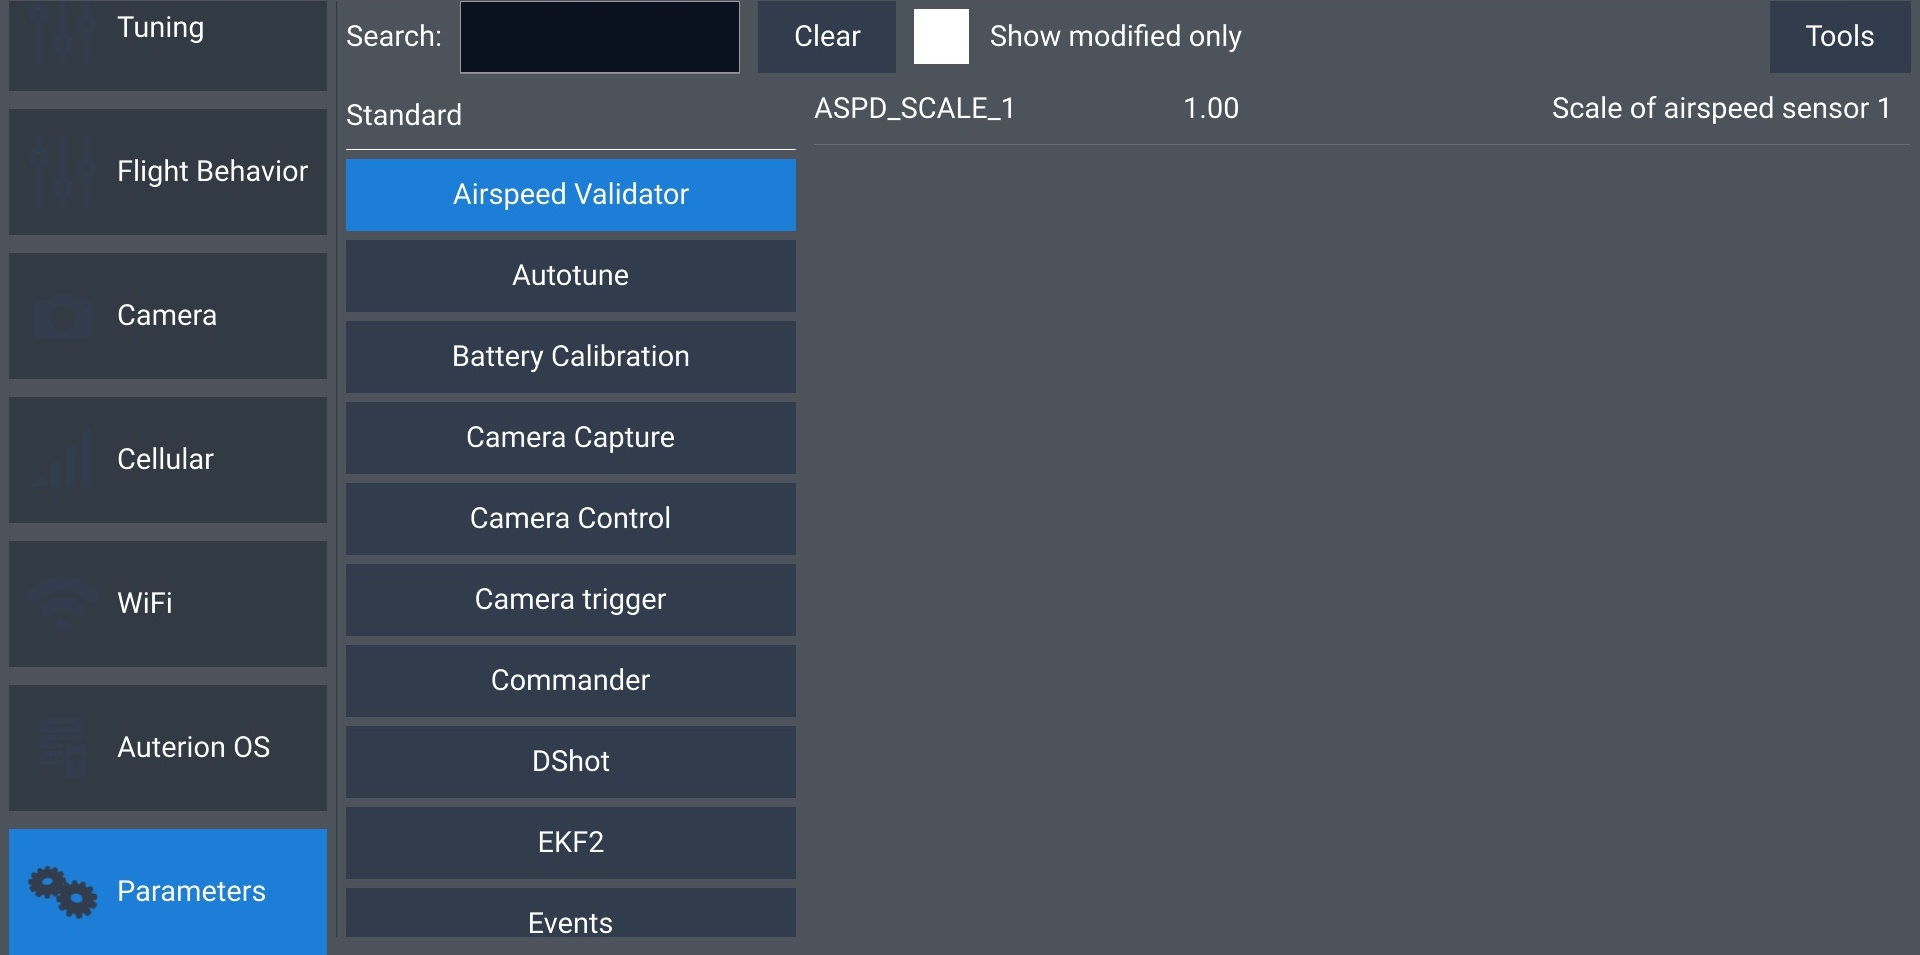 Tuning
Flight Behavior
Camera
Cellular
WiFi
Auterion OS
Parameters
Search:
Clear
Show modified only
Tools
Standard
Airspeed Validator
Autotune
Battery Calibration
Camera Capture
Camera Control
Camera trigger
Commander
DShot
EKF2
Events
ASPD_SCALE_1 1.00 Scale of airspeed sensor 1